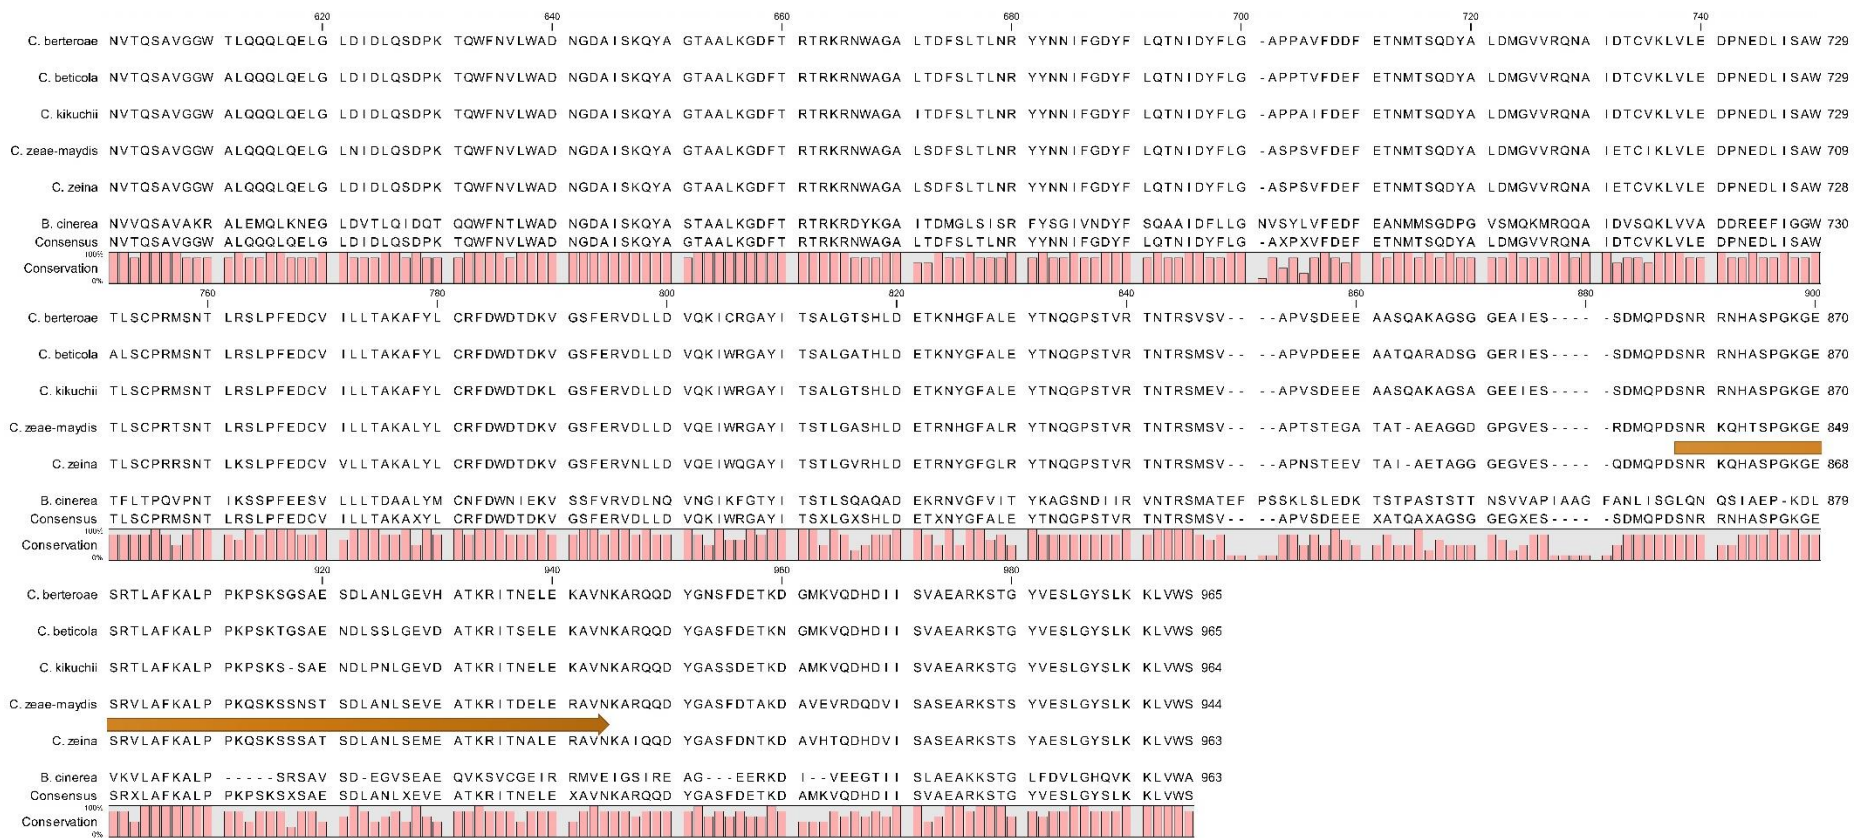 620 640 660 680 700 720 740
C. berteroae NVTQSAVGGW TLQQQLQELG LDIDLQSDPK TQWFNVLWAD NGDAISKQYA GTAALKGDFT RTRKRNWAGA LTDFSLTLNR YYNNIFGDYF LQTNIDYFLG -APPAVFDDF ETNMTSQDYA LDMGVVRQNA IDTCVKLVLE DPNEDLISAW 729
C. beticola NVTQSAVGGW ALQQQLQELG LDIDLQSDPK TQWFNVLWAD NGDAISKQYA GTAALKGDFT RTRKRNWAGA LTDFSLTLNR YYNNIFGDYF LQTNIDYFLG -APPTVFDEF ETNMTSQDYA LDMGVVRQNA IDTCVKLVLE DPNEDLISAW 729
C. kikuchii NVTQSAVGGW ALQQQLQELG LDIDLQSDPK TQWFNVLWAD NGDAISKQYA GTAALKGDFT RTRKRNWAGA ITDFSLTLNR YYNNIFGDYF LQTNIDYFLG -APPAIFDEF ETNMTSQDYA LDMGVVRQNA IDTCVKLVLE DPNEDLISAW 729
C. zeae-maydis NVTQSAVGGW ALQQQLQELG LNIDLQSDPK TQWFNVLWAD NGDAISKQYA GTAALKGDFT RTRKRNWAGA LSDFSLTLNR YYNNIFGDYF LQTNIDYFLG -ASPSVFDEF ETNMTSQDYA LDMGVVRQNA IETCIKLVLE DPNEDLISAW 709
C. zeina NVTQSAVGGW ALQQQLQELG LDIDLQSDPK TQWFNVLWAD NGDAISKQYA GTAALKGDFT RTRKRNWAGA LSDFSLTLNR YYNNIFGDYF LQTNIDYFLG -ASPSVFDEF ETNMTSQDYA LDMGVVRQNA IETCIKLVLE DPNEDLISAW 728
B. cinerea NVVQSAVAKR ALEMQLKNEG LDVTLQIDQT QQWFNTLWAD NGDAISKQYA STAALKGDFT RTRKRDYKGA ITDMGLSISR FYSGIVNDYF SQAAIDFLLG NVSYLVFEDF EANMMSGDPG VSMQKMRQQA IDVSQKLVVA DDREEFIGGW 730
Consensus NVTQSAVGGW ALQQQLQELG LDIDLQSDPK TQWFNVLWAD NGDAISKQYA GTAALKGDFT RTRKRNWAGA LTDFSLTLNR YYNNIFGDYF LQTNIDYFLG -AXPXVFDEF ETNMTSQDYA LDMGVVRQNA IDTCVKLVLE DPNEDLISAW
100%
Conservation
0%
760 780 800 820 840 860 880 900
C. berteroae TLSCPRMSNT LRSLPFEDCV ILLTAKAFYL CRFDWDTDKV GSFERVDLLD VQKICRGAYI TSALGTSHLD ETKNHGFALE YTNQGPSTVR TNTRSVSV-- --APVSDEEE AASQAKAGSG GEAIES---- -SDMQPDSNR RNHASPGKGE 870
C. beticola ALSCPRMSNT LRSLPFEDCV ILLTAKAFYL CRFDWDTDKV GSFERVDLLD VQKIWRGAYI TSALGATHLD ETKNYGFALE YTNQGPSTVR TNTRSMSV-- --APVPDEEE AATQARADSG GERIES---- -SDMQPDSNR RNHASPGKGE 870
C. kikuchii TLSCPRMSNT LRSLPFEDCV ILLTAKAFYL CRFDWDTDKL GSFERVDLLD VQKIWRGAYI TSALGTSHLD ETKNYGFALE YTNQGPSTVR TNTRSMEV-- --APVSDEEE AASQAKAGSA GEEIES---- -SDMQPDSNR RNHASPGKGE 870
C. zeae-maydis TLSCPRTSNT LRSLPFEDCV ILLTAKALYL CRFDWDTDKV GSFERVDLLD VQEIWRGAYI TSTLGASHLD ETRNHGFALR YTNQGPSTVR TNTRSMSV-- --APTSTEGA TAT-AEAGGD GPGVES---- -RDMQPDSNR KQHTSPGKGE 849
C. zeina TLSCPRRSNT LKSLPFEDCV VLLTAKALYL CRFDWDTDKV GSFERVNLLD VQEIWQGAYI TSTLGVRHLD ETRNYGFGLR YTNQGPSTVR TNTRSMSV-- --APNSTEEV TAI-AETAGG GEGVES---- -QDMQPDSNR KQHASPGKGE 868
B. cinerea TFLTPQVPNT IKSSPFEESV LLLTDAALYM CNFDWNIEKV SSFVRVDLNQ VNGIKFGTYI TSTLSQAQAD EKRNVGFVIT YKAGSNDIIR VNTRSMATEF PSSKLSLEDK TSTPASTSTT NSVVAPIAAG FANLISGLQN QSIAEP-KDL 879
Consensus TLSCPRMSNT LRSLPFEDCV ILLTAKAXYL CRFDWDTDKV GSFERVDLLD VQKIWRGAYI TSXLGXSHLD ETXNYGFALE YTNQGPSTVR TNTRSMSV-- --APVSDEEE XATQAXAGSG GEGXES---- -SDMQPDSNR RNHASPGKGE
100%
Conservation
0%
920 940 960 980
C. berteroae SRTLAFKALP PKPSKSGSAE SDLANLGEVH ATKRITNELE KAVNKARQQD YGNSFDETKD GMKVQDHDII SVAEARKSTG YVESLGYSLK KLVWS 965
C. beticola SRTLAFKALP PKPSKTGSAE NDLSSLGEVD ATKRITSELE KAVNKARQQD YGASFDETKN GMKVQDHDII SVAEARKSTG YVESLGYSLK KLVWS 965
C. kikuchii SRTLAFKALP PKPSKS-SAE NDLPNLGEVD ATKRITNELE KAVNKARQQD YGASSDETKD AMKVQDHDII SVAEARKSTG YVESLGYSLK KLVWS 964
C. zeae-maydis SRVLAFKALP PKQSKSSNST SDLANLSEVE ATKRITDELE RAVNKARQQD YGASFDTAKD AVEVRDQDVI SASEARKSTS YVESLGYSLK KLVWS 944
C. zeina SRVLAFKALP PKQSKSSSAT SDLANLSEME ATKRITNALE RAVNKAIQQD YGASFDNTKD AVHTQDHDVI SASEARKSTS YAESLGYSLK KLVWS 963
B. cinerea VKVLAFKALP -----SRSAV SD-EGVSEAE QVKSVCGEIR RMVEIGSIRE AG---EERKD I--VEEGTII SLAEAKKSTG LFDVLGHQVK KLVWA 963
Consensus SRXLAFKALP PKPSKSXSAE SDLANLXEVE ATKRITNELE XAVNKARQQD YGASFDETKD AMKVQDHDII SVAEARKSTG YVESLGYSLK KLVWS
100%
Conservation
0%